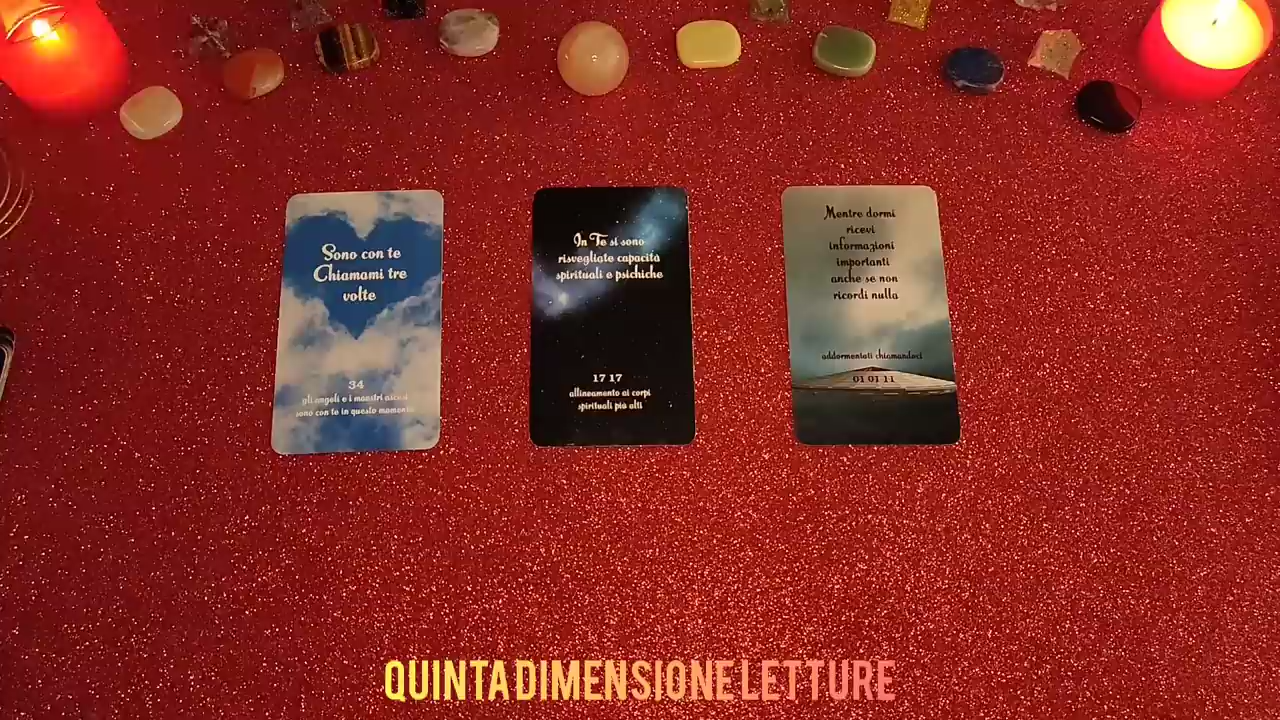 Sono con te
Chiamami tre
volte
34
gli angeli e i maestri ascesi
sono con te in questo momento
In Te si sono
risvegliate capacità
spirituali e psichiche
17 17
allineamento ai corpi
spirituali più alti
Mentre dormi
ricevi
informazioni
importanti
anche se non
ricordi nulla
addormentati chiamandoci
01 01 11
QUINTA DIMENSIONE LETTURE